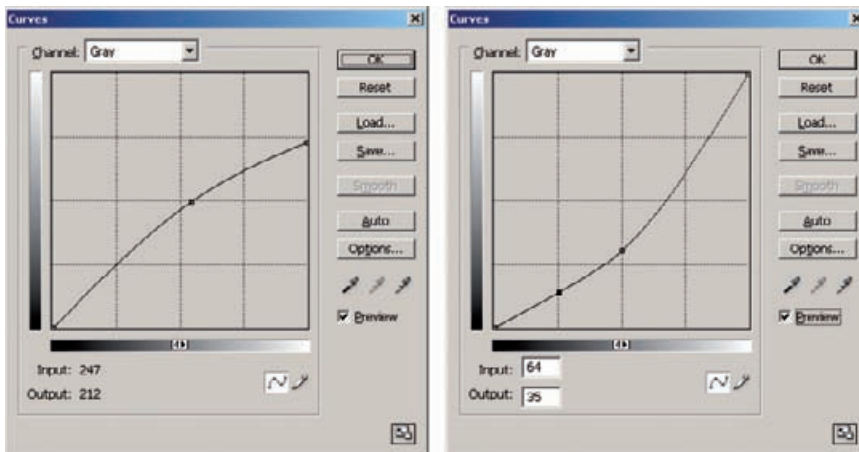 Curves
Channel: Gray
OK
Reset
Load...
Save...
Smooth
Auto
Options...
Preview
Input: 247
Output: 212
Curves
Channel: Gray
OK
Reset
Load...
Save...
Smooth
Auto
Options...
Preview
Input: 64
Output: 35